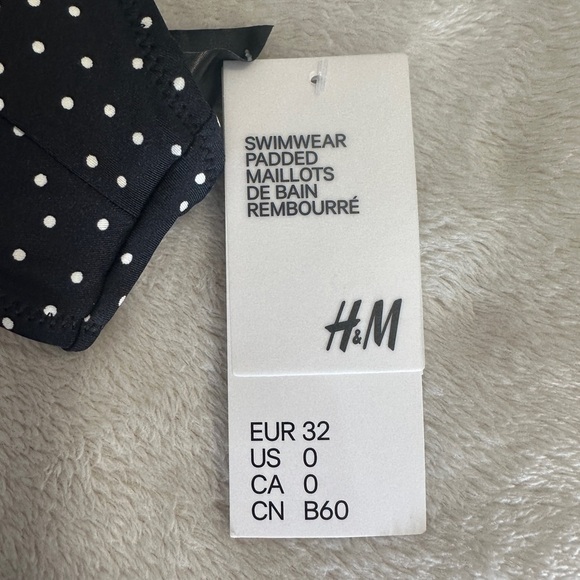 SWIMWEAR
PADDED
MAILLOTS
DE BAIN
REMBOURRÉ
H&M
EUR 32
US 0
CA 0
CN B60